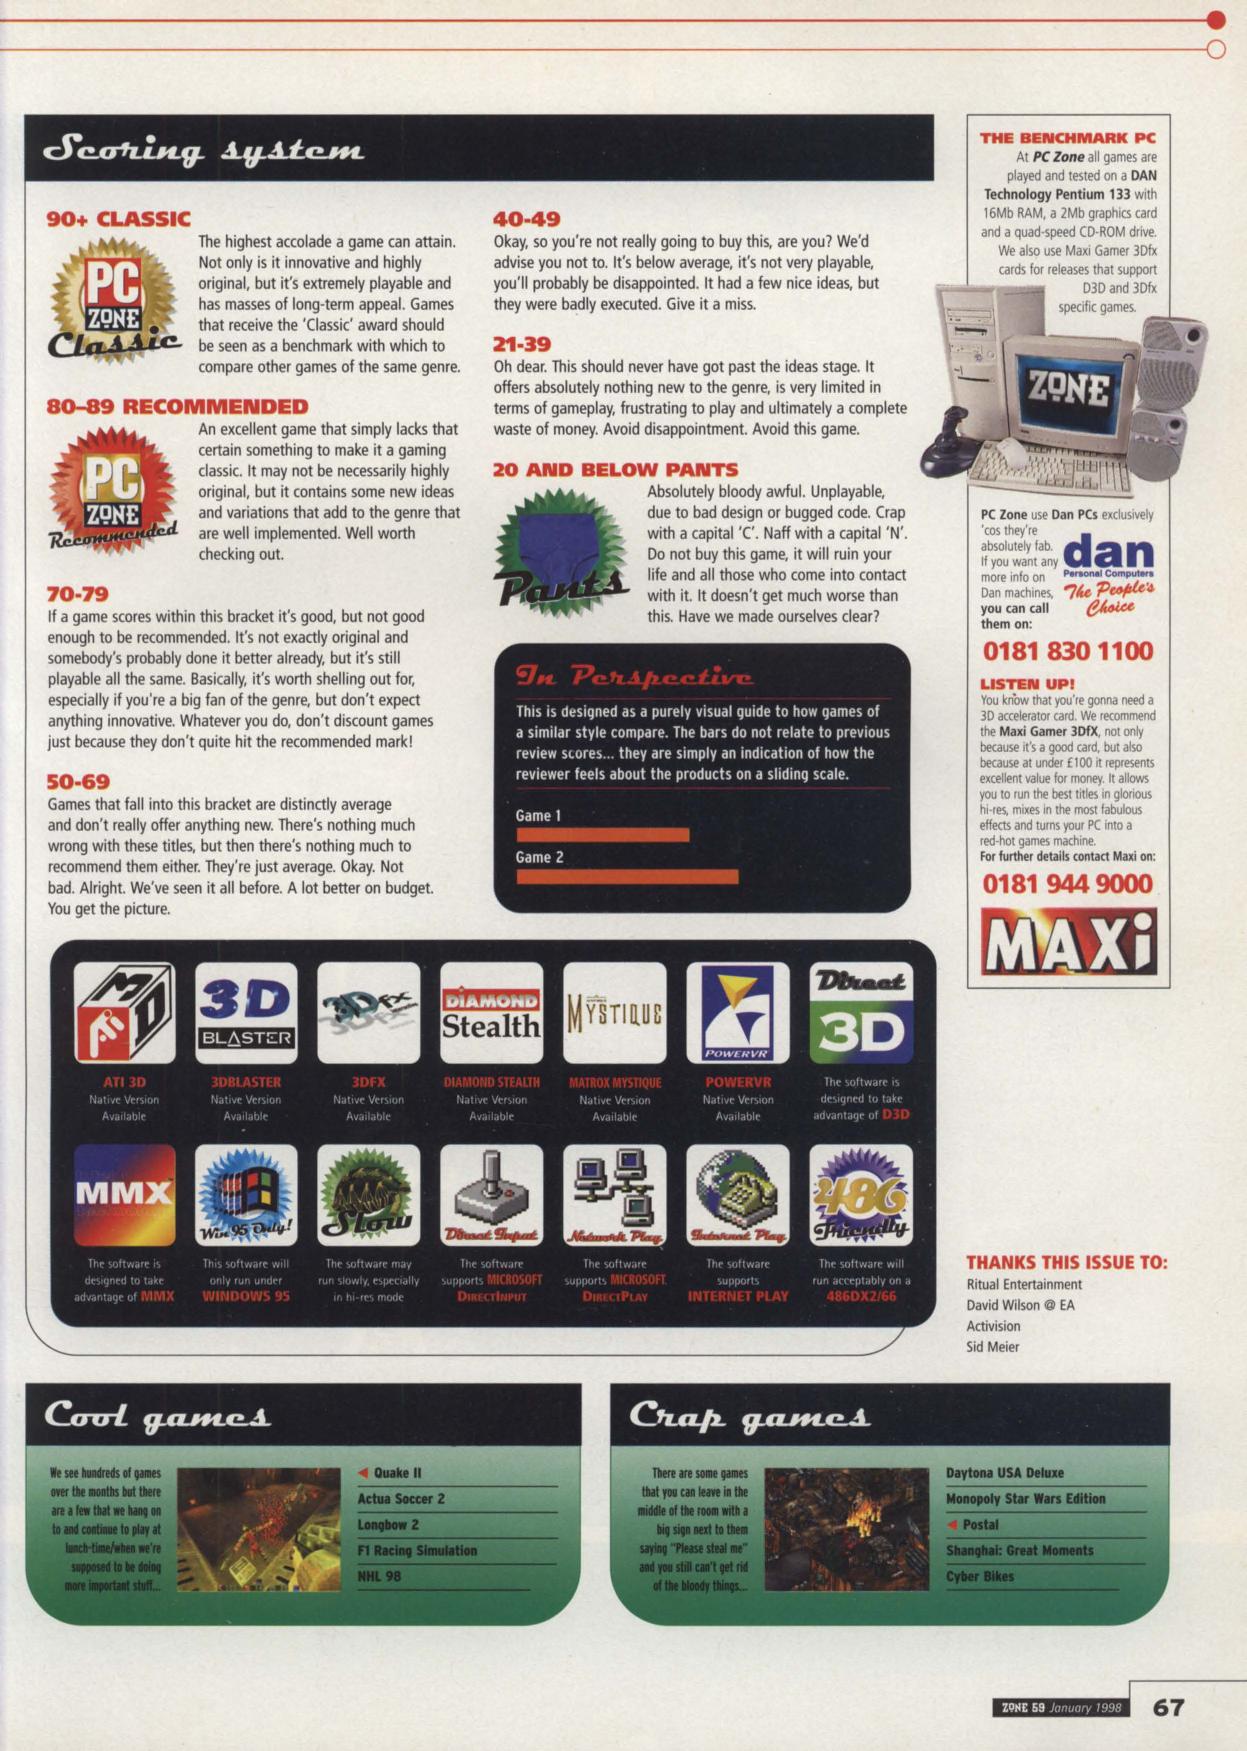 Scoring system
90+ CLASSIC
PC
ZONE
Classic
The highest accolade a game can attain.
Not only is it innovative and highly
original, but it's extremely playable and
has masses of long-term appeal. Games
that receive the 'Classic' award should
be seen as a benchmark with which to
compare other games of the same genre.
80–89 RECOMMENDED
PC
ZONE
Recommended
An excellent game that simply lacks that
certain something to make it a gaming
classic. It may not be necessarily highly
original, but it contains some new ideas
and variations that add to the genre that
are well implemented. Well worth
checking out.
70-79
If a game scores within this bracket it's good, but not good
enough to be recommended. It's not exactly original and
somebody's probably done it better already, but it's still
playable all the same. Basically, it's worth shelling out for,
especially if you're a big fan of the genre, but don't expect
anything innovative. Whatever you do, don't discount games
just because they don't quite hit the recommended mark!
50-69
Games that fall into this bracket are distinctly average
and don't really offer anything new. There's nothing much
wrong with these titles, but then there's nothing much to
recommend them either. They're just average. Okay. Not
bad. Alright. We've seen it all before. A lot better on budget.
You get the picture.
40-49
Okay, so you're not really going to buy this, are you? We'd
advise you not to. It's below average, it's not very playable,
you'll probably be disappointed. It had a few nice ideas, but
they were badly executed. Give it a miss.
21-39
Oh dear. This should never have got past the ideas stage. It
offers absolutely nothing new to the genre, is very limited in
terms of gameplay, frustrating to play and ultimately a complete
waste of money. Avoid disappointment. Avoid this game.
20 AND BELOW PANTS
Pants
Absolutely bloody awful. Unplayable,
due to bad design or bugged code. Crap
with a capital 'C'. Naff with a capital 'N'.
Do not buy this game, it will ruin your
life and all those who come into contact
with it. It doesn't get much worse than
this. Have we made ourselves clear?
In Perspective
This is designed as a purely visual guide to how games of
a similar style compare. The bars do not relate to previous
review scores... they are simply an indication of how the
reviewer feels about the products on a sliding scale.
Game 1
Game 2
THE BENCHMARK PC
At PC Zone all games are
played and tested on a DAN
Technology Pentium 133 with
16Mb RAM, a 2Mb graphics card
and a quad-speed CD-ROM drive.
We also use Maxi Gamer 3Dfx
cards for releases that support
D3D and 3Dfx
specific games.
ZONE
PC Zone use Dan PCs exclusively
'cos they're
absolutely fab.
If you want any
more info on
Dan machines,
you can call
them on:
dan
Personal Computers
The People's
Choice
0181 830 1100
LISTEN UP!
You know that you're gonna need a
3D accelerator card. We recommend
the Maxi Gamer 3DfX, not only
because it's a good card, but also
because at under £100 it represents
excellent value for money. It allows
you to run the best titles in glorious
hi-res, mixes in the most fabulous
effects and turns your PC into a
red-hot games machine.
For further details contact Maxi on:
0181 944 9000
MAXi
3D
BLASTER
3Dfx
DIAMOND
Stealth
MYSTIQUE
POWERVR
Direct
3D
ATI 3D
Native Version
Available
3DBLASTER
Native Version
Available
3DFX
Native Version
Available
DIAMOND STEALTH
Native Version
Available
MATROX MYSTIQUE
Native Version
Available
POWERVR
Native Version
Available
The software is
designed to take
advantage of D3D
MMX
Win 95 Only!
Slow
Direct Input
Network Play
Internet Play
486
Friendly
The software is
designed to take
advantage of MMX
This software will
only run under
WINDOWS 95
The software may
run slowly, especially
in hi-res mode
The software
supports MICROSOFT
DIRECTINPUT
The software
supports MICROSOFT
DIRECTPLAY
The software
supports
INTERNET PLAY
The software will
run acceptably on a
486DX2/66
THANKS THIS ISSUE TO:
Ritual Entertainment
David Wilson @ EA
Activision
Sid Meier
Cool games
We see hundreds of games
over the months but there
are a few that we hang on
to and continue to play at
lunch-time/when we're
supposed to be doing
more important stuff...
Quake II
Actua Soccer 2
Longbow 2
F1 Racing Simulation
NHL 98
Crap games
There are some games
that you can leave in the
middle of the room with a
big sign next to them
saying "Please steal me"
and you still can't get rid
of the bloody things...
Daytona USA Deluxe
Monopoly Star Wars Edition
Postal
Shanghai: Great Moments
Cyber Bikes
ZONE 59 January 1998 67